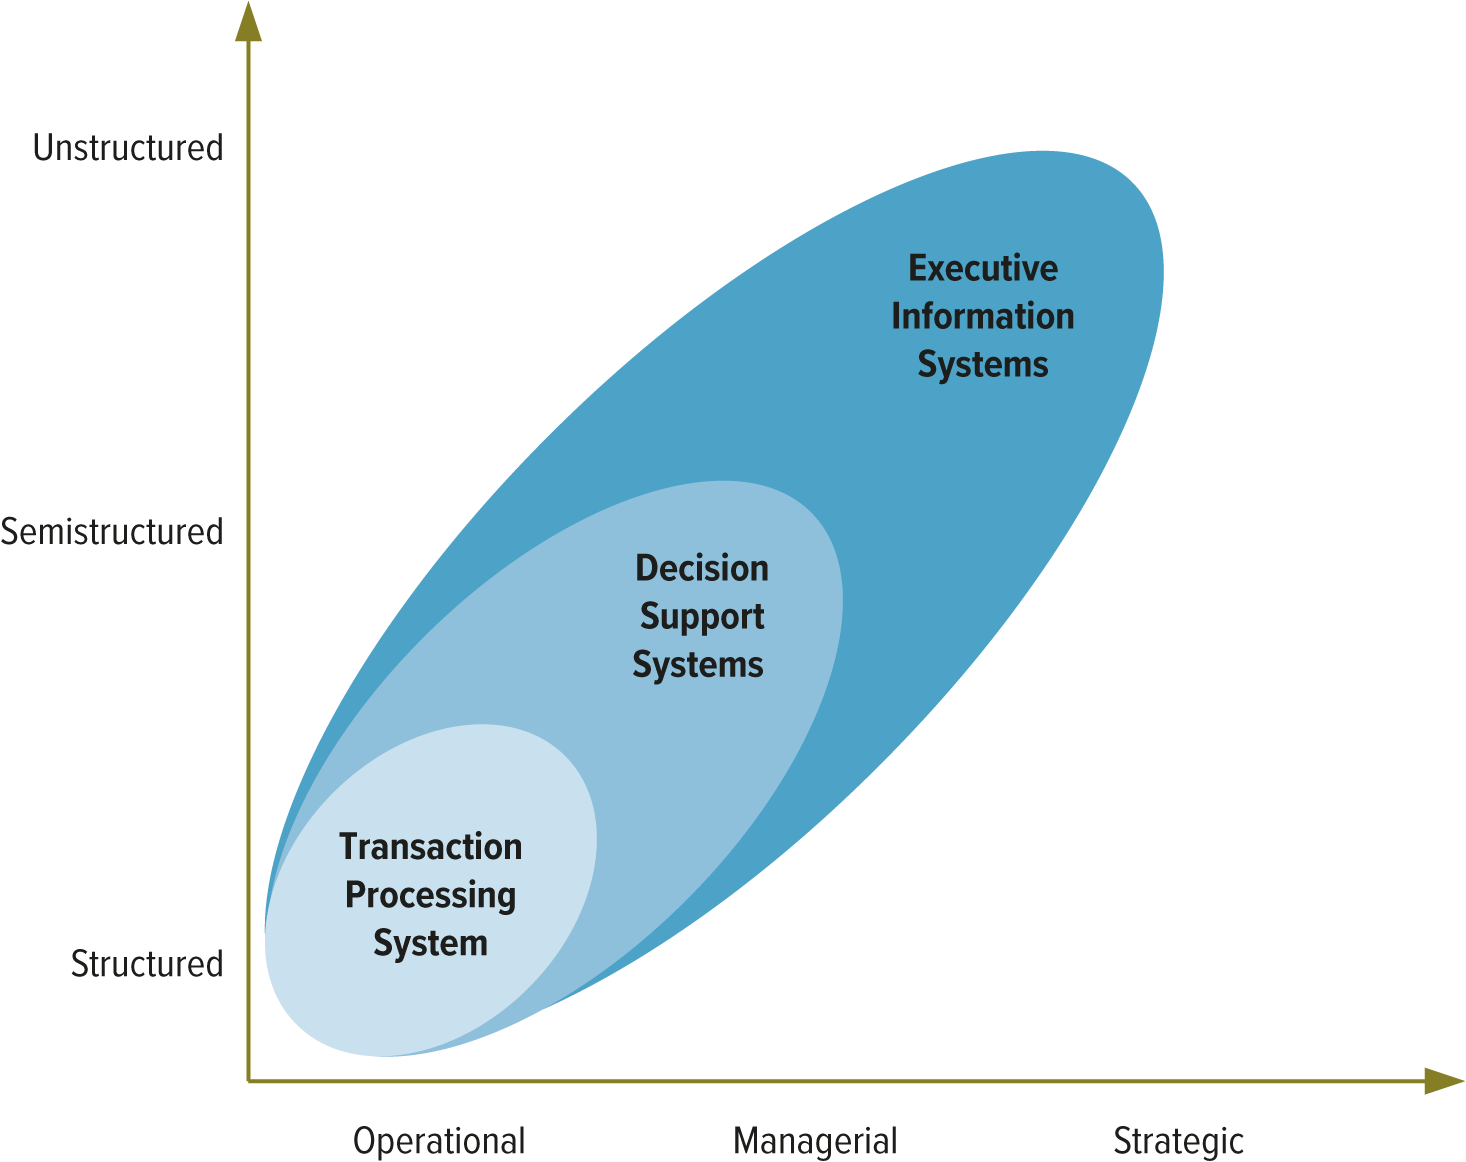 Unstructured
Executive
Information
Systems
Semistructured
Decision
Support
Systems
Transaction
Processing
System
Structured
Operational Managerial Strategic